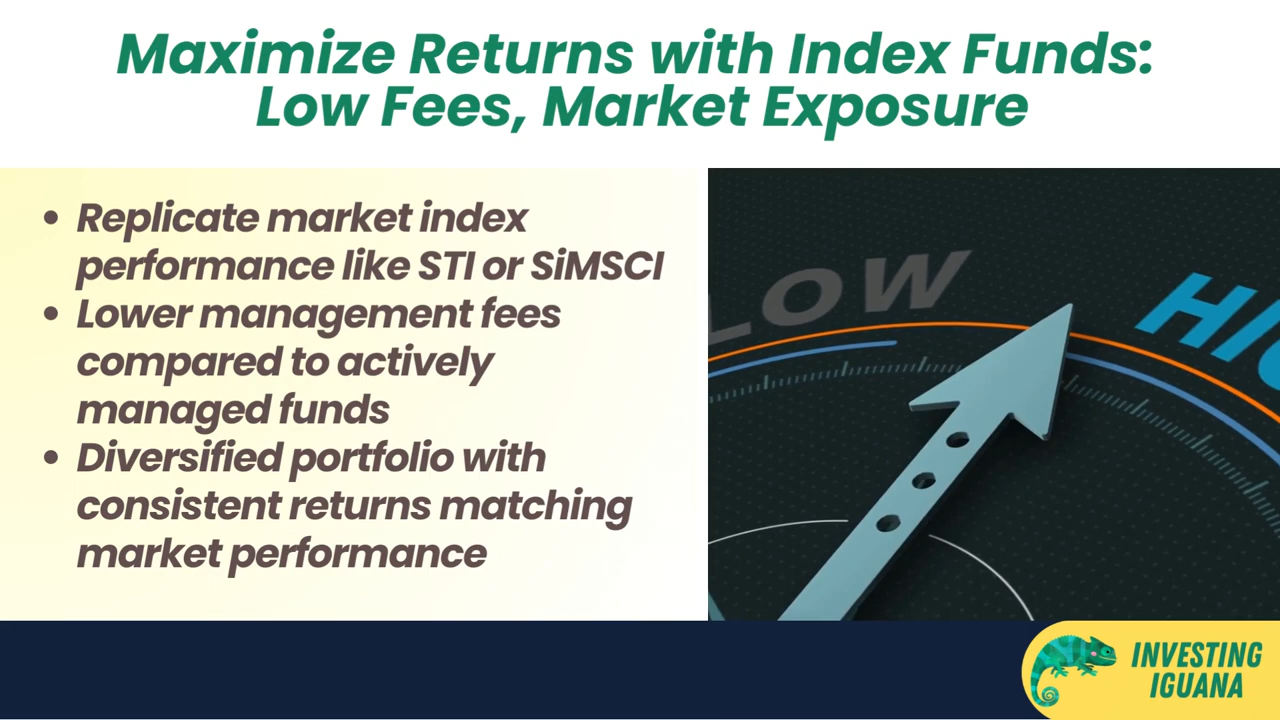 Maximize Returns with Index Funds:
Low Fees, Market Exposure
• Replicate market index
performance like STI or SiMSCI
• Lower management fees
compared to actively
managed funds
• Diversified portfolio with
consistent returns matching
market performance
LOW
HIG
INVESTING
IGUANA